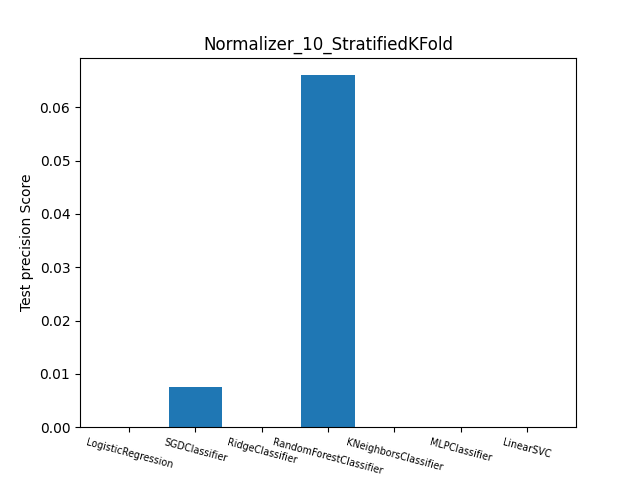 Normalizer_10_StratifiedKFold
Test precision Score
0.06
0.05
0.04
0.03
0.02
0.01
0.00
LogisticRegression
SGDClassifier
RidgeClassifier
RandomForestClassifier
KNeighborsClassifier
MLPClassifier
LinearSVC